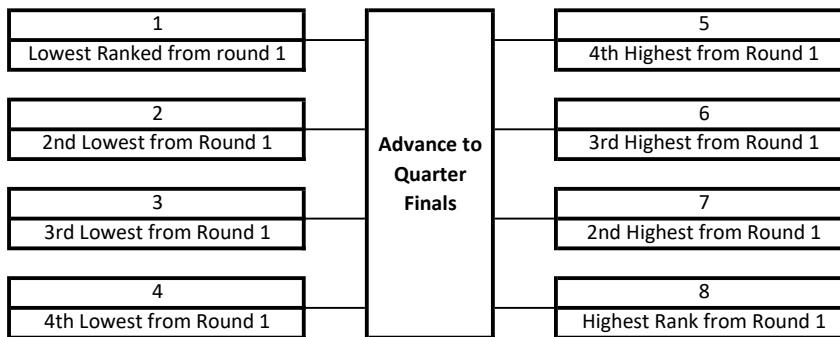 1
Lowest Ranked from round 1
2
2nd Lowest from Round 1
3
3rd Lowest from Round 1
4
4th Lowest from Round 1
Advance to
Quarter
Finals
5
4th Highest from Round 1
6
3rd Highest from Round 1
7
2nd Highest from Round 1
8
Highest Rank from Round 1